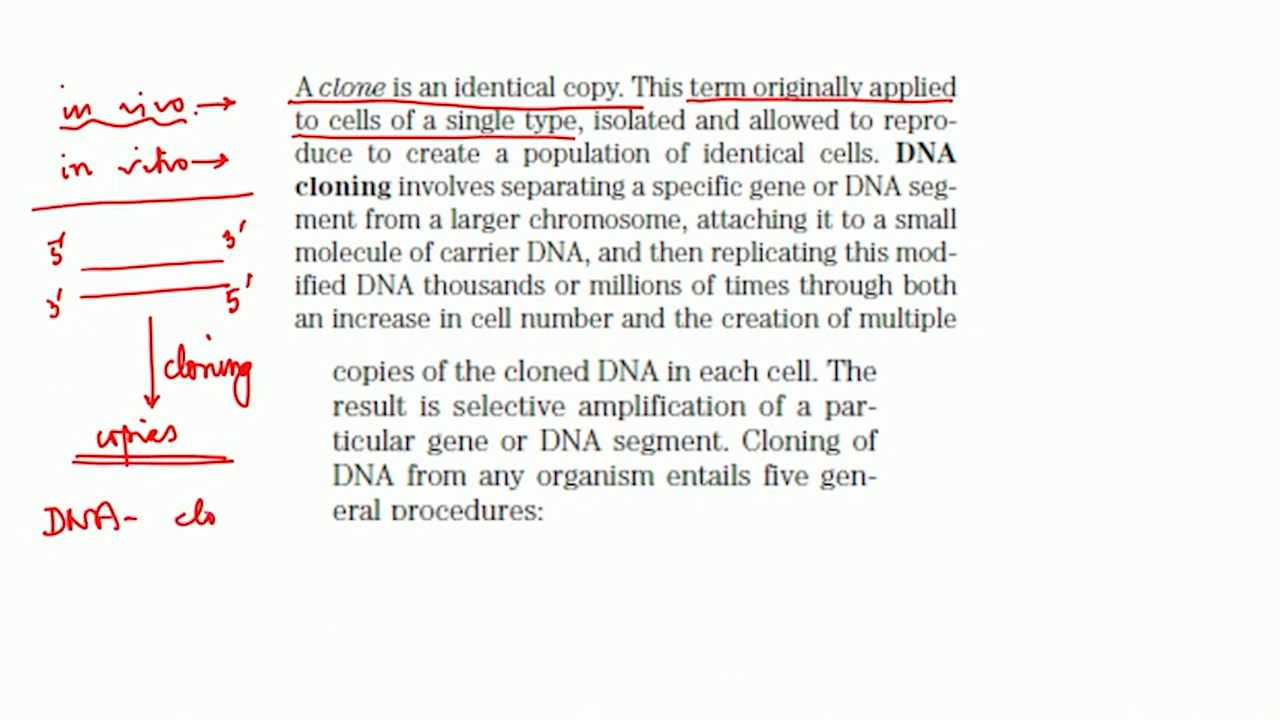 in vivo. →
in vitro →
5' 3'
3' 5'
cloning
copies
DNA- clo
A clone is an identical copy. This term originally applied
to cells of a single type, isolated and allowed to repro-
duce to create a population of identical cells. DNA
cloning involves separating a specific gene or DNA seg-
ment from a larger chromosome, attaching it to a small
molecule of carrier DNA, and then replicating this mod-
ified DNA thousands or millions of times through both
an increase in cell number and the creation of multiple
copies of the cloned DNA in each cell. The
result is selective amplification of a par-
ticular gene or DNA segment. Cloning of
DNA from any organism entails five gen-
eral procedures: